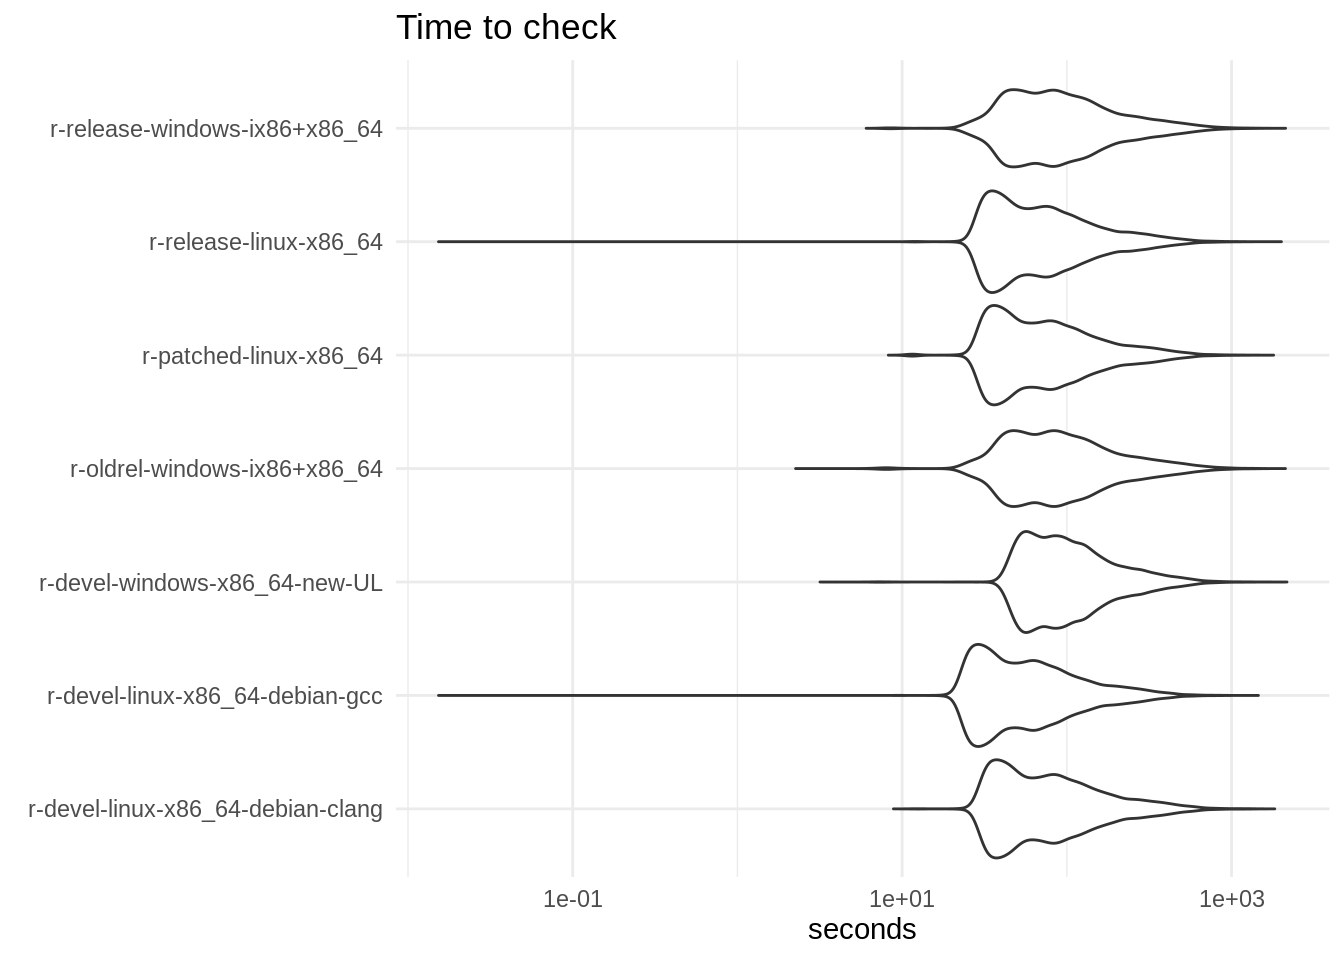 Time to check
r-release-windows-ix86+x86_64
r-release-linux-x86_64
r-patched-linux-x86_64
r-oldrel-windows-ix86+x86_64
r-devel-windows-x86_64-new-UL
r-devel-linux-x86_64-debian-gcc
r-devel-linux-x86_64-debian-clang
1e-01 1e+01 1e+03
seconds